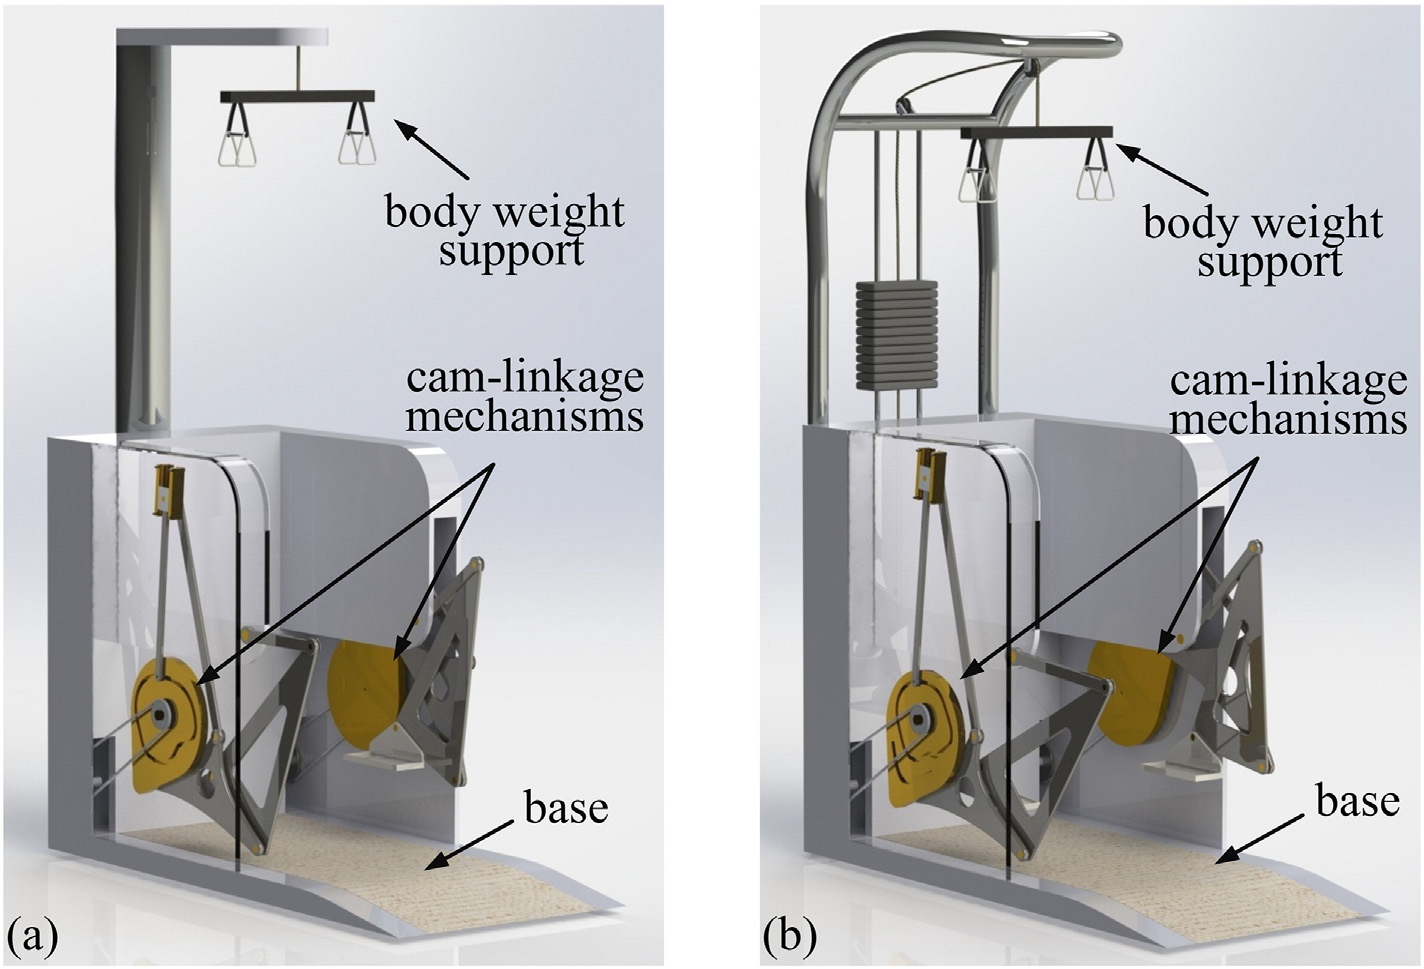 body weight
support
cam-linkage
mechanisms
base
(a)
body weight
support
cam-linkage
mechanisms
base
(b)